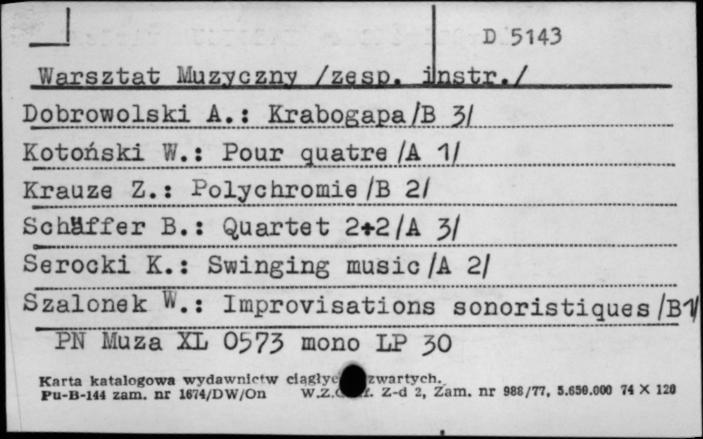 D 5143
Warsztat Muzyczny /zesp. instr./
Dobrowolski A.: Krabogapa/B 3/
Kotoński W.: Pour quatre/A 1/
Krauze Z.: Polychromie/B 2/
Schäffer B.: Quartet 2+2/A 3/
Serocki K.: Swinging music/A 2/
Szalonek W.: Improvisations sonoristiques/B1/
PN Muza XL 0573 mono LP 30
Karta katalogowa wydawnictw zwartych.
Pu-B-144 zam. nr 1674/DW/On Z-d 2, Zam. nr 988/77, 5.650.000 74 X 120